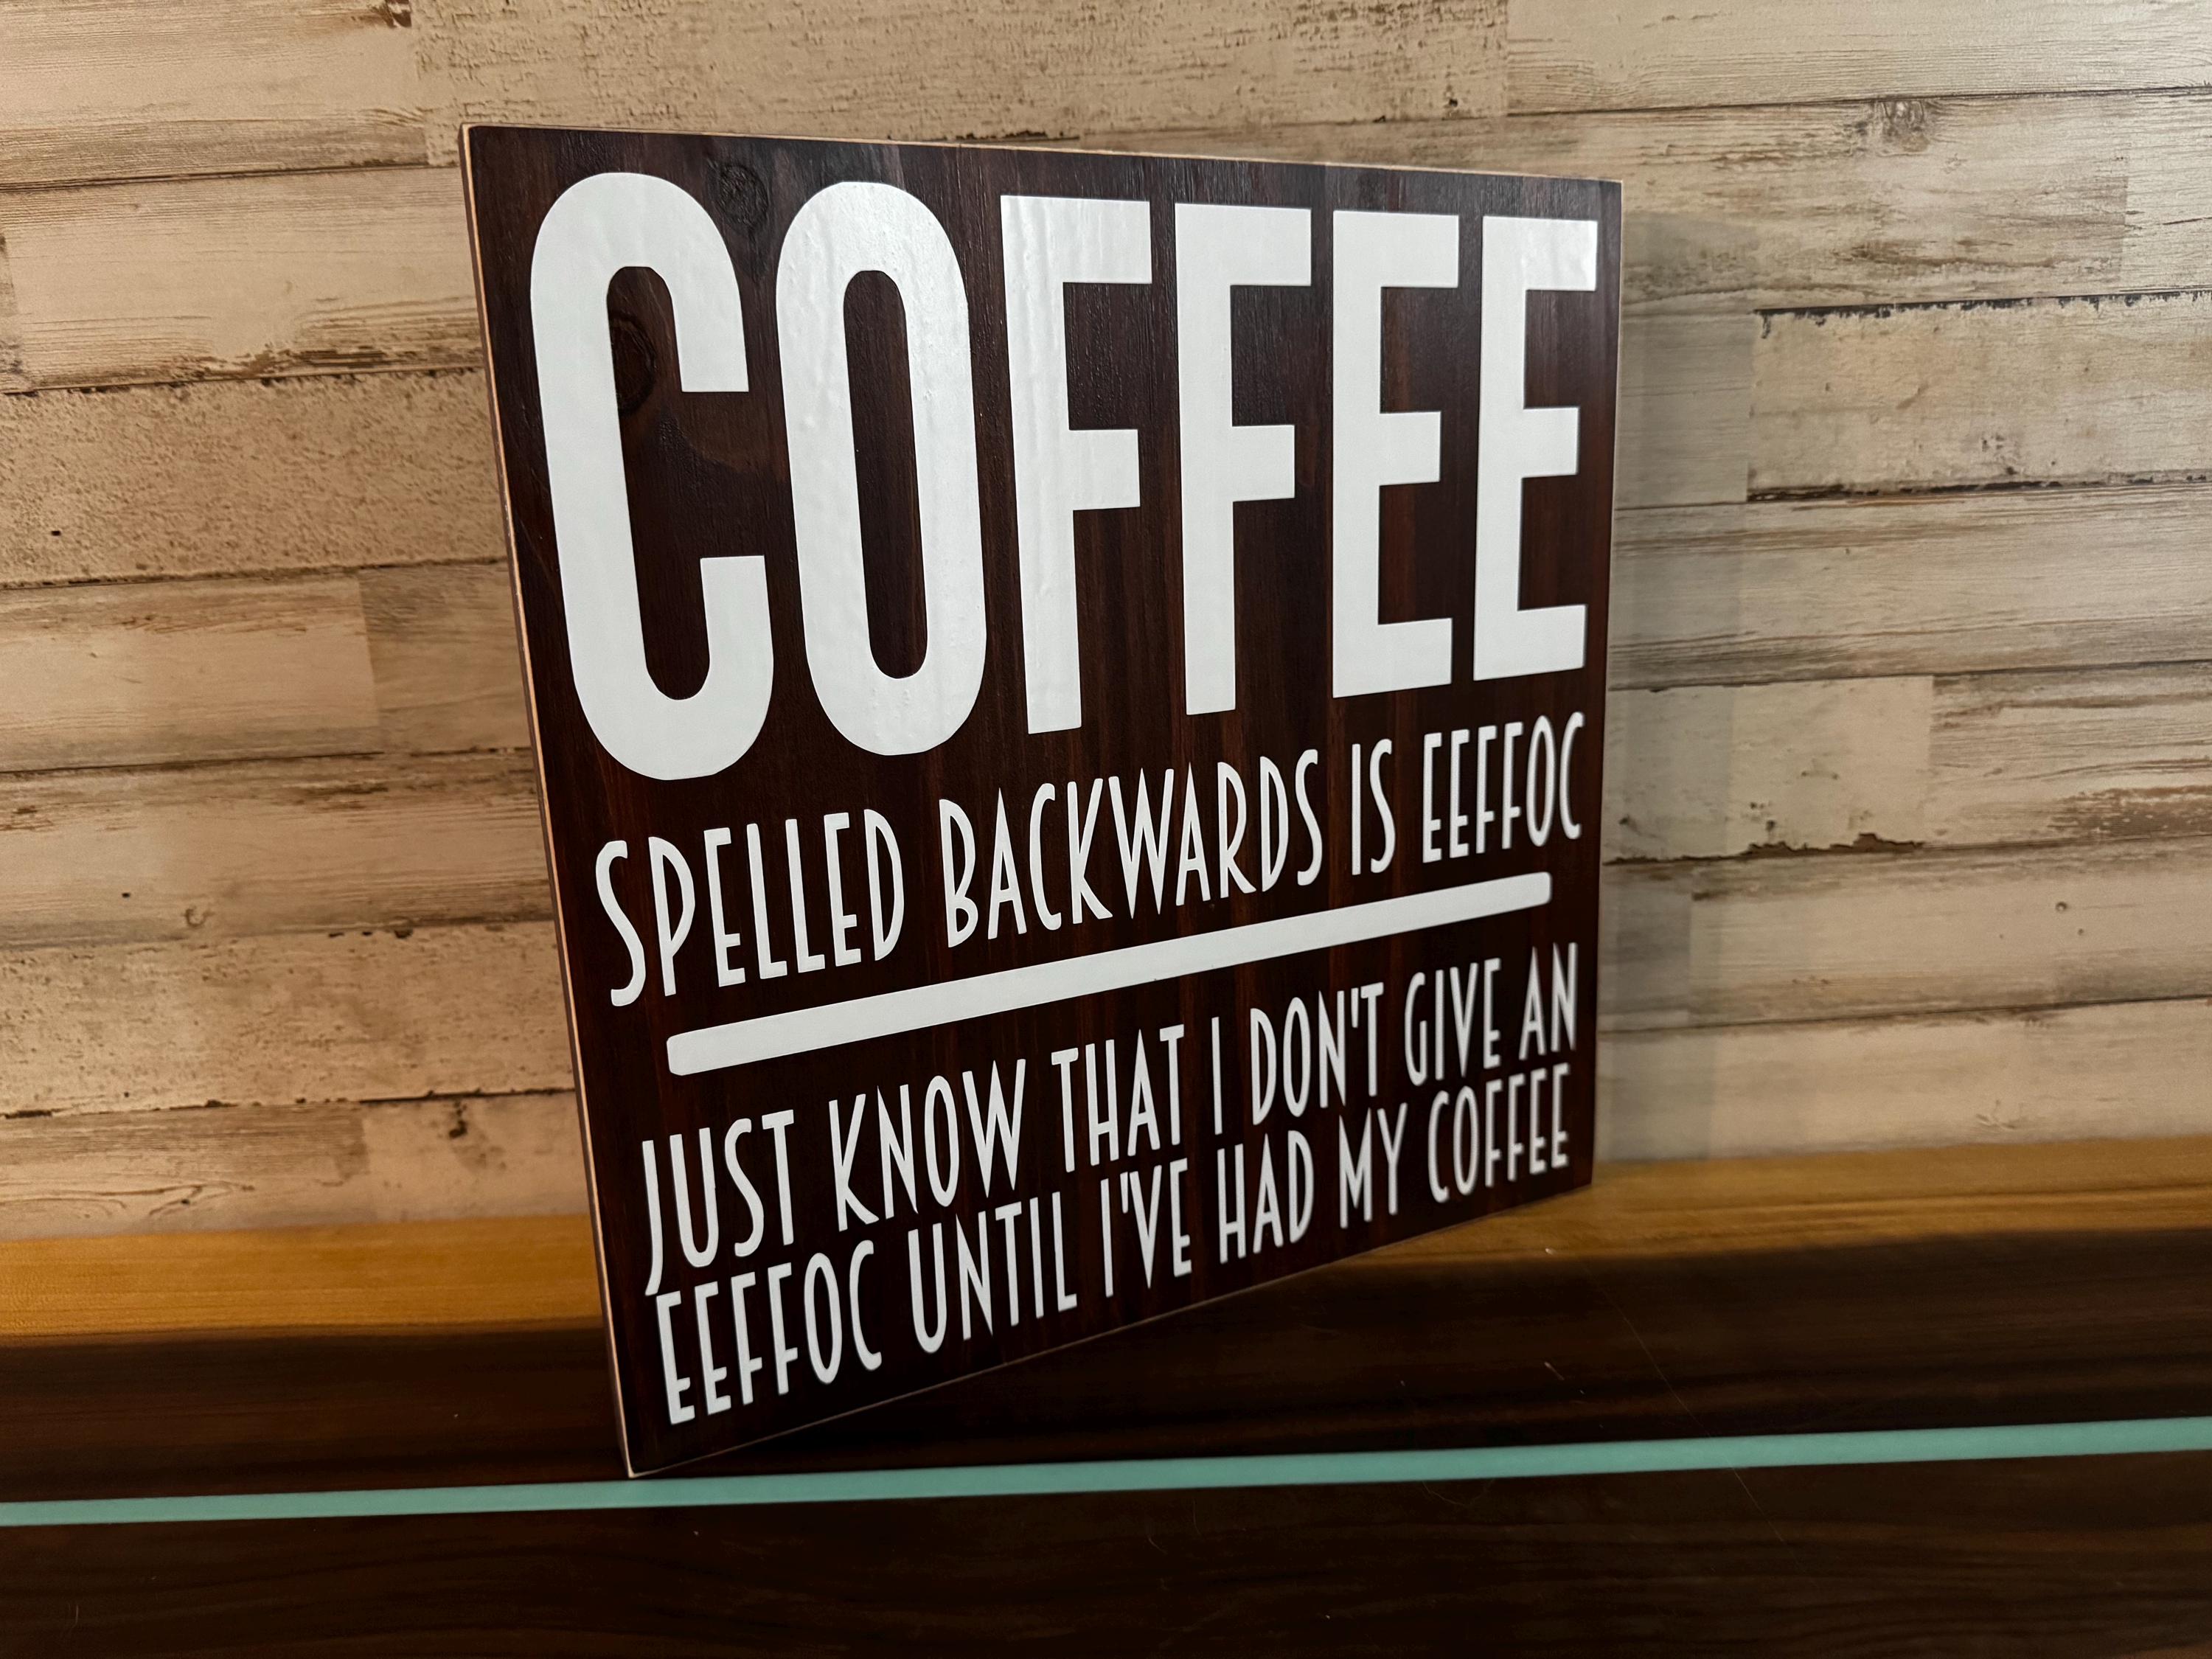 COFFEE
SPELLED BACKWARDS IS EEFFOC
JUST KNOW THAT I DON'T GIVE AN
EEFFOC UNTIL I'VE HAD MY COFFEE